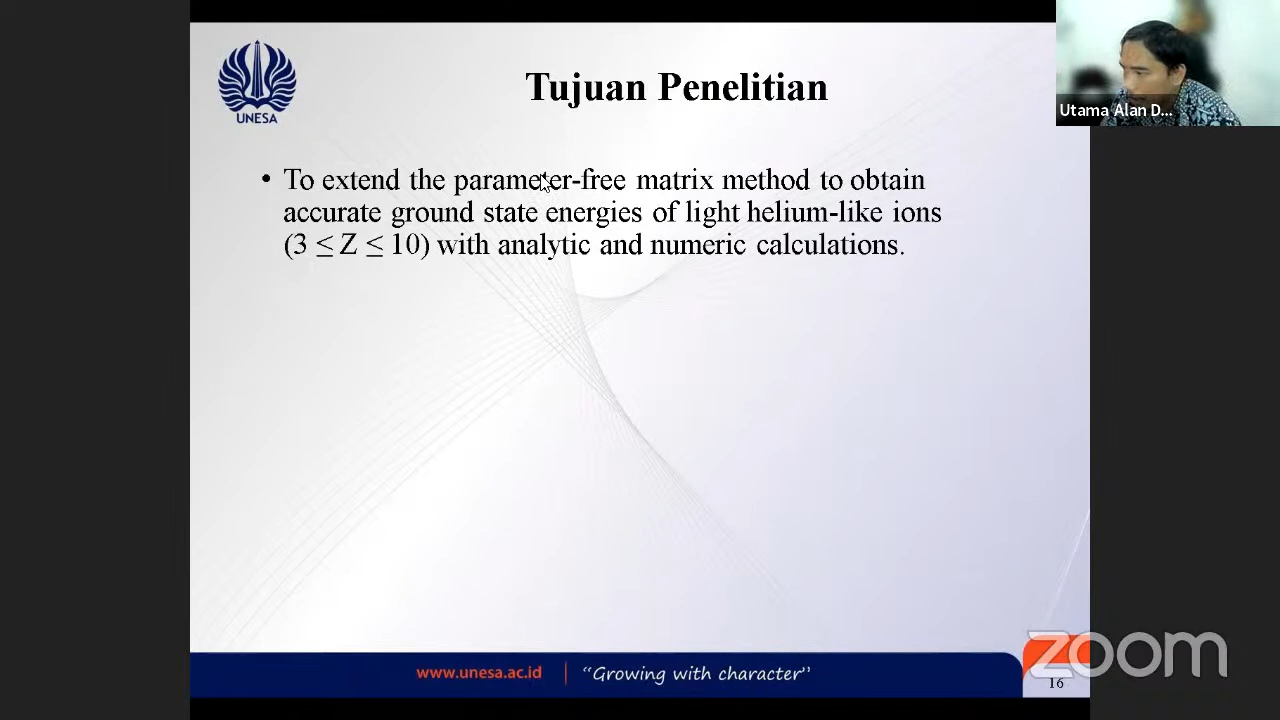 Tujuan Penelitian
UNESA
Utama Alan D...
• To extend the parameter-free matrix method to obtain
accurate ground state energies of light helium-like ions
(3 ≤ Z ≤ 10) with analytic and numeric calculations.
www.unesa.ac.id
“Growing with character”
zoom
16